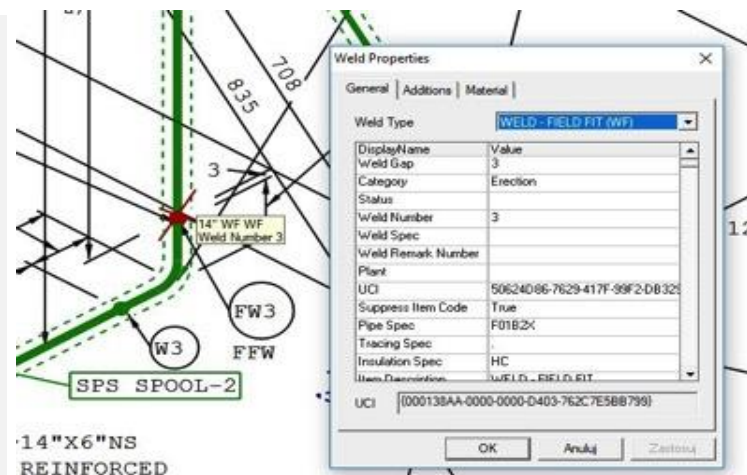 835
708
3
14" WF WF
Weld Number 3
FW3
FFW
W3
SPS SPOOL-2
14"X6"NS
REINFORCED
12
Weld Properties
General
Additions
Material
Weld Type
WELD - FIELD FIT (WF)
DisplayName Value
Weld Gap 3
Category Erection
Status
Weld Number 3
Weld Spec
Weld Remark Number
Plant
UCI 50624D86-7629-417F-99F2-DB329
Suppress Item Code True
Pipe Spec F01B2X
Tracing Spec .
Insulation Spec HC
Item Description WELD - FIELD FIT
UCI {000138AA-0000-0000-D403-762C7E5BB799}
OK Anuluj Zastosuj